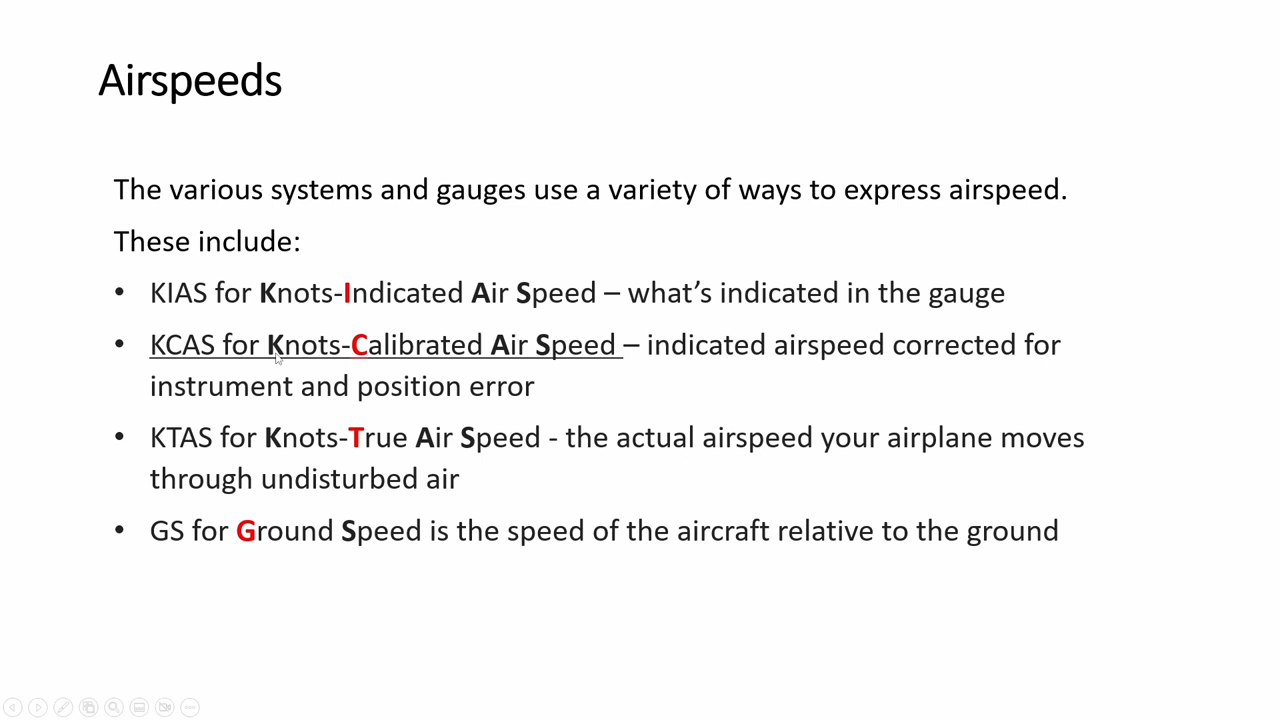 Airspeeds
The various systems and gauges use a variety of ways to express airspeed.
These include:
• KIAS for Knots-Indicated Air Speed – what’s indicated in the gauge
• KCAS for Knots-Calibrated Air Speed – indicated airspeed corrected for
instrument and position error
• KTAS for Knots-True Air Speed - the actual airspeed your airplane moves
through undisturbed air
• GS for Ground Speed is the speed of the aircraft relative to the ground